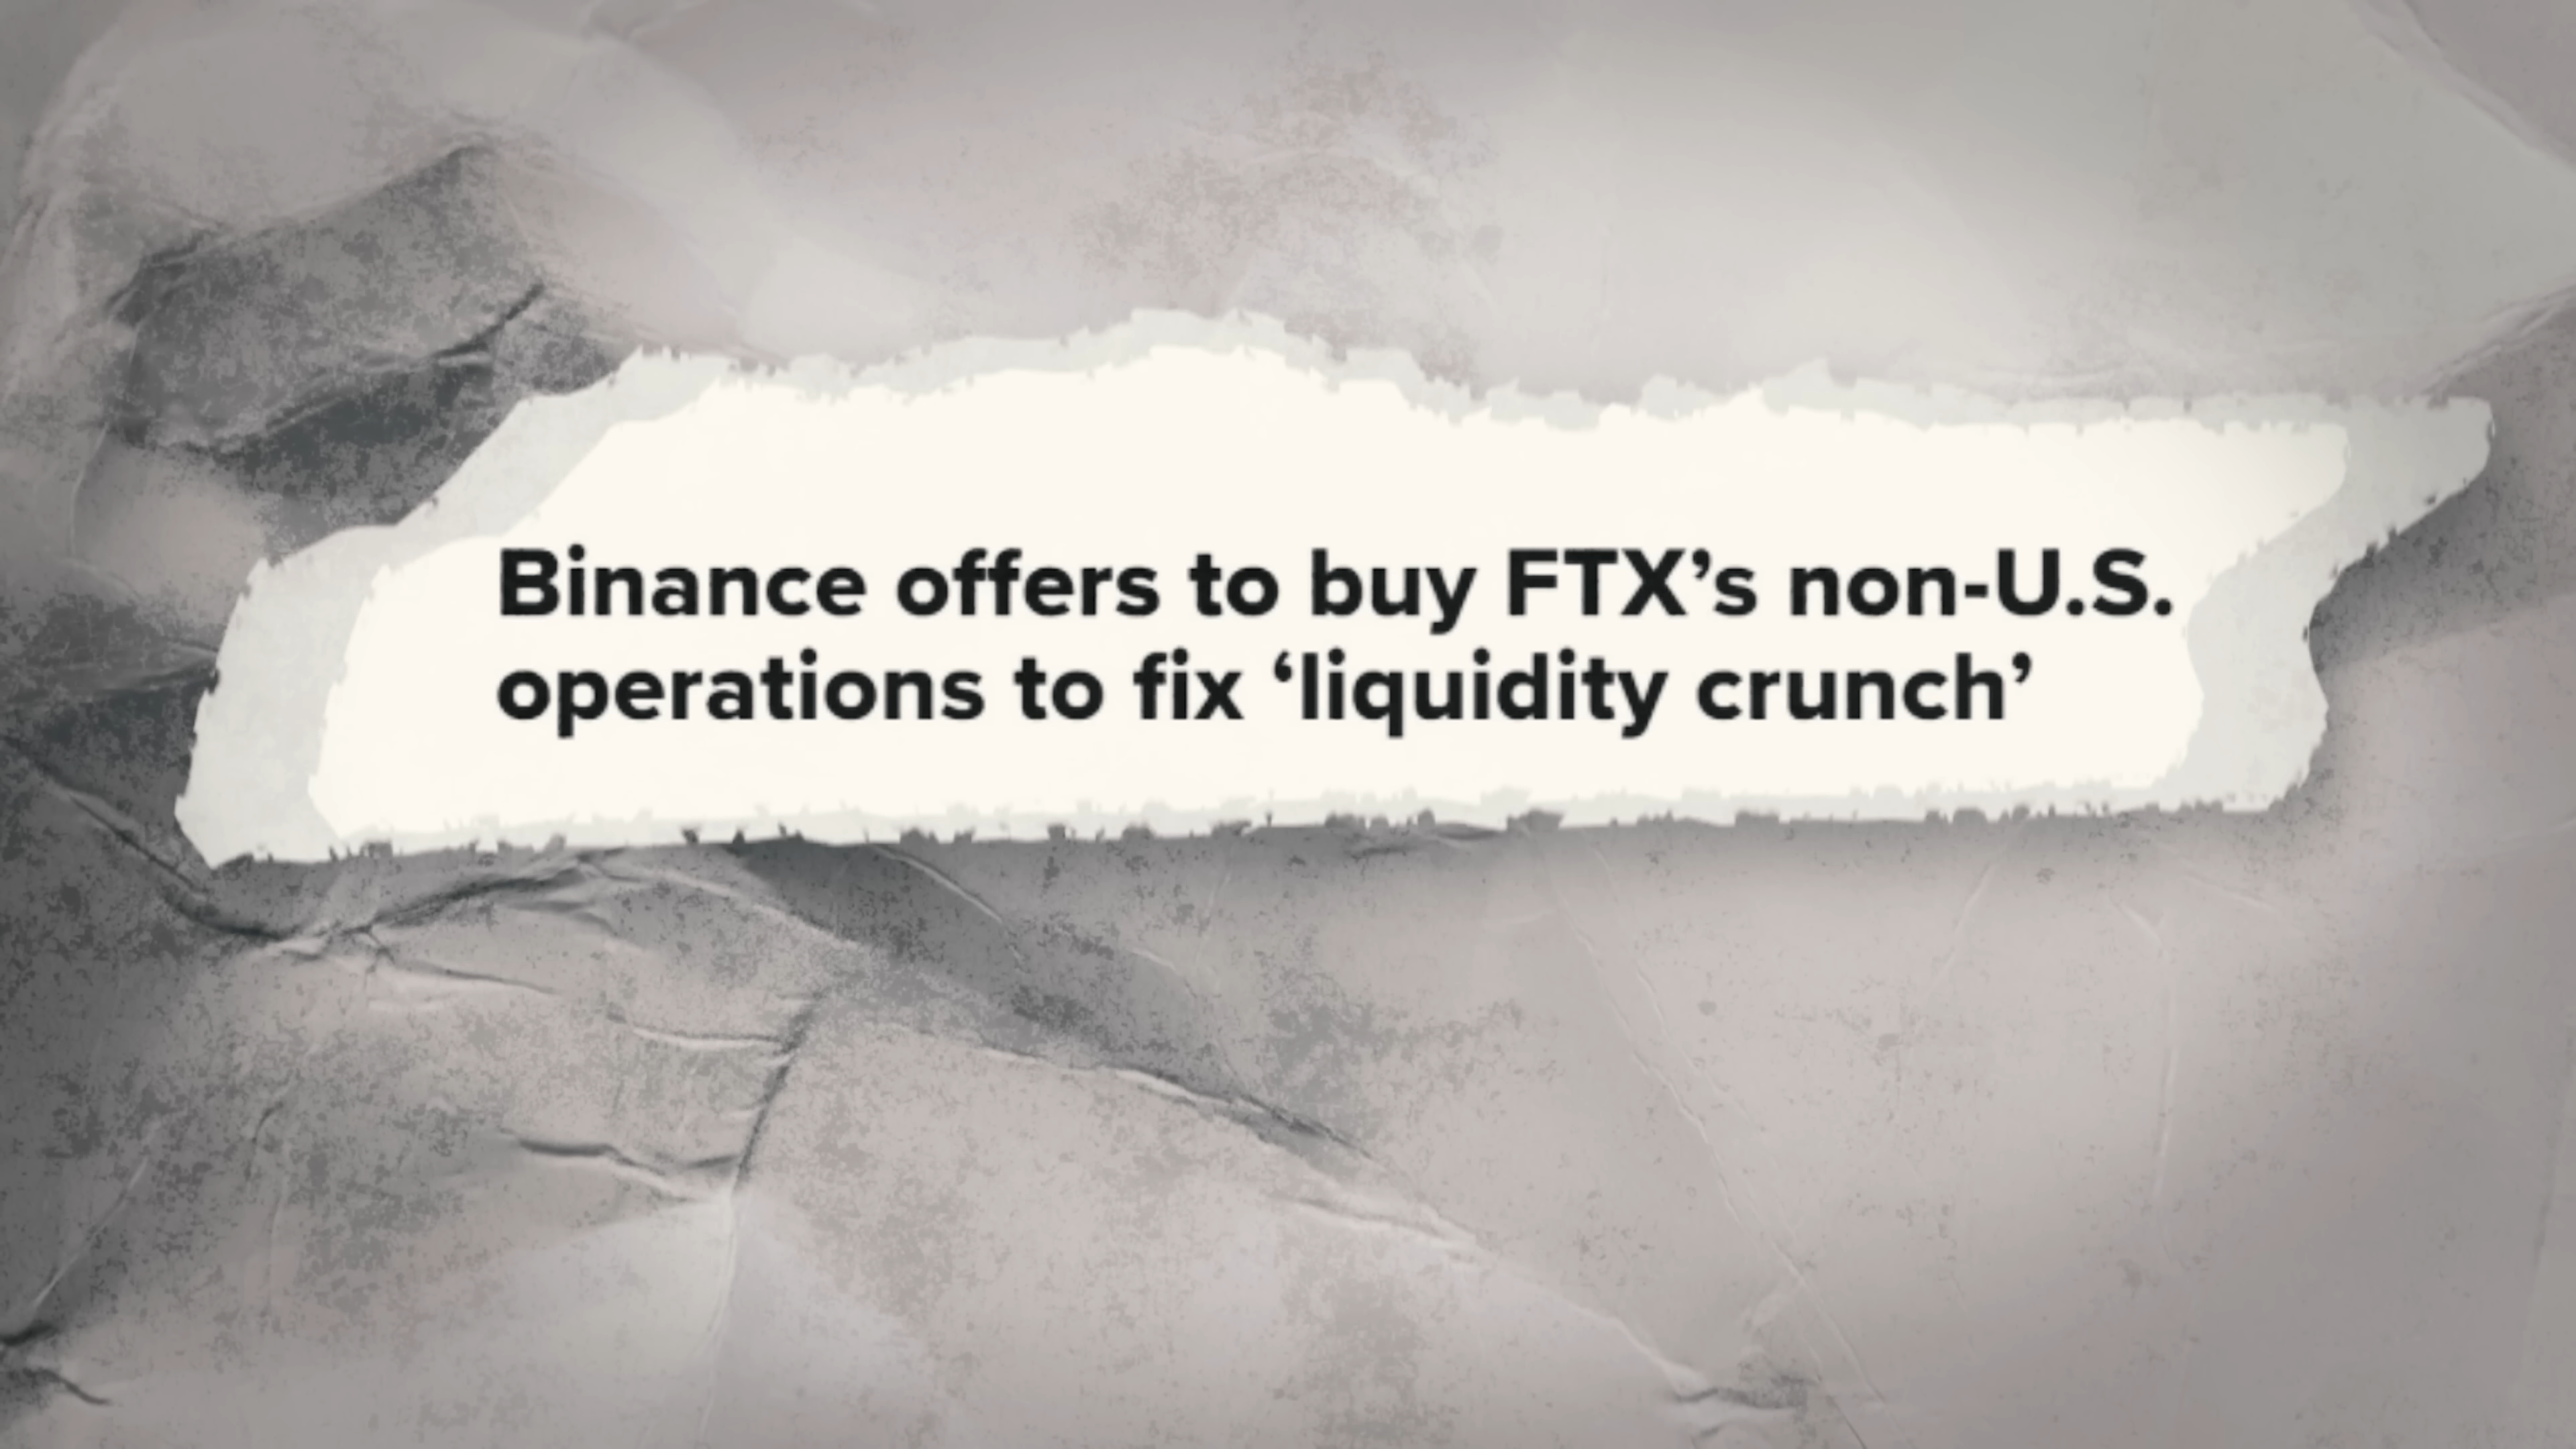 Binance offers to buy FTX’s non-U.S.
operations to fix ‘liquidity crunch’